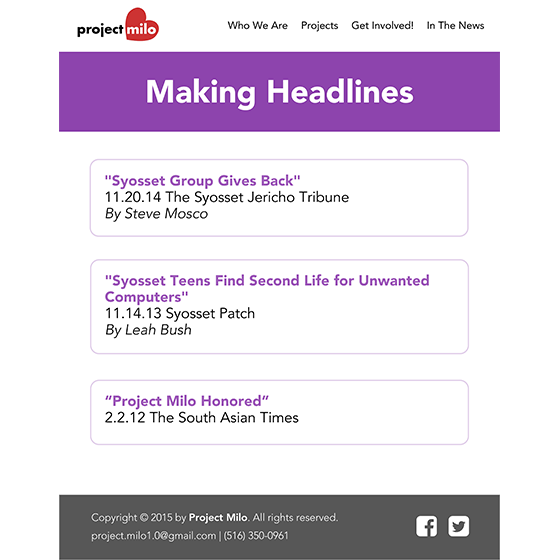 project milo
Who We Are Projects Get Involved! In The News
Making Headlines
"Syosset Group Gives Back"
11.20.14 The Syosset Jericho Tribune
By Steve Mosco
"Syosset Teens Find Second Life for Unwanted
Computers"
11.14.13 Syosset Patch
By Leah Bush
“Project Milo Honored”
2.2.12 The South Asian Times
Copyright © 2015 by Project Milo. All rights reserved.
project.milo1.0@gmail.com | (516) 350-0961